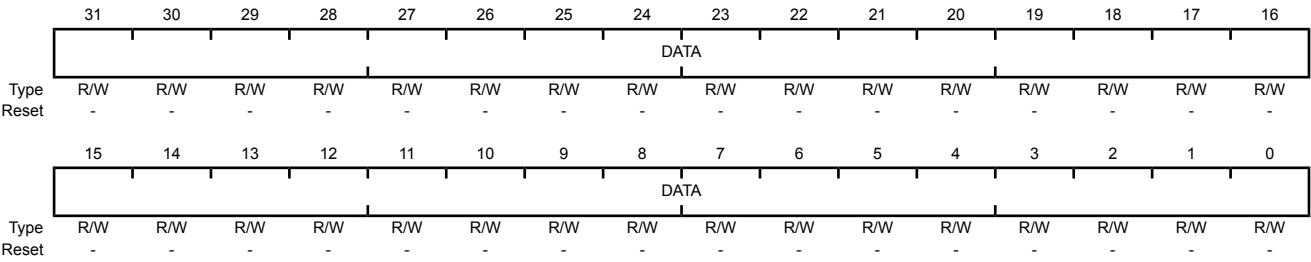 31 30 29 28 27 26 25 24 23 22 21 20 19 18 17 16
DATA
Type R/W R/W R/W R/W R/W R/W R/W R/W R/W R/W R/W R/W R/W R/W R/W R/W
Reset - - - - - - - - - - - - - - - -
15 14 13 12 11 10 9 8 7 6 5 4 3 2 1 0
DATA
Type R/W R/W R/W R/W R/W R/W R/W R/W R/W R/W R/W R/W R/W R/W R/W R/W
Reset - - - - - - - - - - - - - - - -